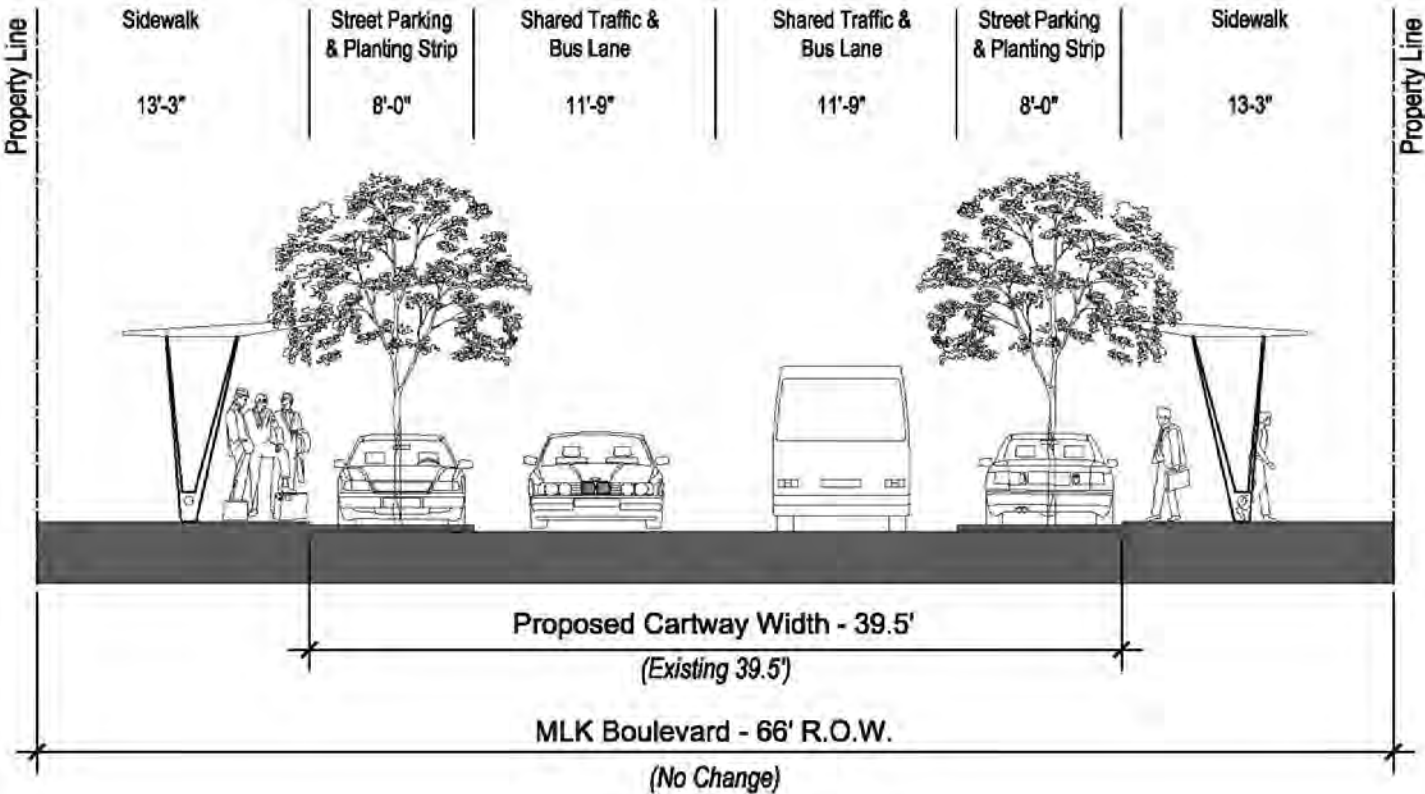 Property Line
Sidewalk
13'-3"
Street Parking
& Planting Strip
8'-0"
Shared Traffic &
Bus Lane
11'-9"
Shared Traffic &
Bus Lane
11'-9"
Street Parking
& Planting Strip
8'-0"
Sidewalk
13-3"
Property Line
Proposed Cartway Width - 39.5'
(Existing 39.5')
MLK Boulevard - 66' R.O.W.
(No Change)